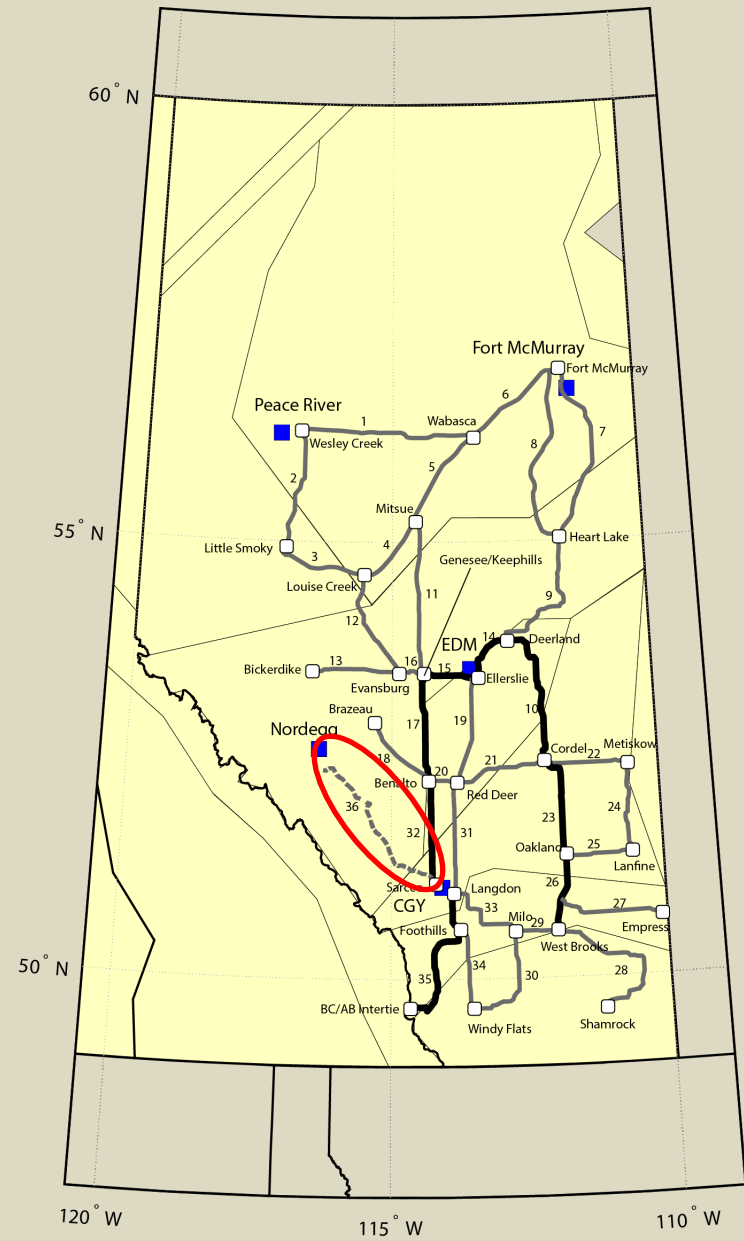 60° N
Fort McMurray
Fort McMurray
6
Peace River
1
Wabasca
7
Wesley Creek
8
5
2
Mitsue
55° N
Heart Lake
Little Smoky
4
3
Genesee/Keephills
Louise Creek
11
9
12
14
Deerland
EDM
13
16
15
Bickerdike
Ellerslie
Evansburg
Brazeau
10
17
19
Nordegg
Cordel
22
Metiskow
18
21
20
Benalto
Red Deer
36
24
23
32
31
Oakland
25
Lanfine
26
Sarcee
Langdon
CGY
33
27
Milo
29
Empress
Foothills
West Brooks
50° N
34
28
35
30
BC/AB Intertie
Shamrock
Windy Flats
120° W
115° W
110° W